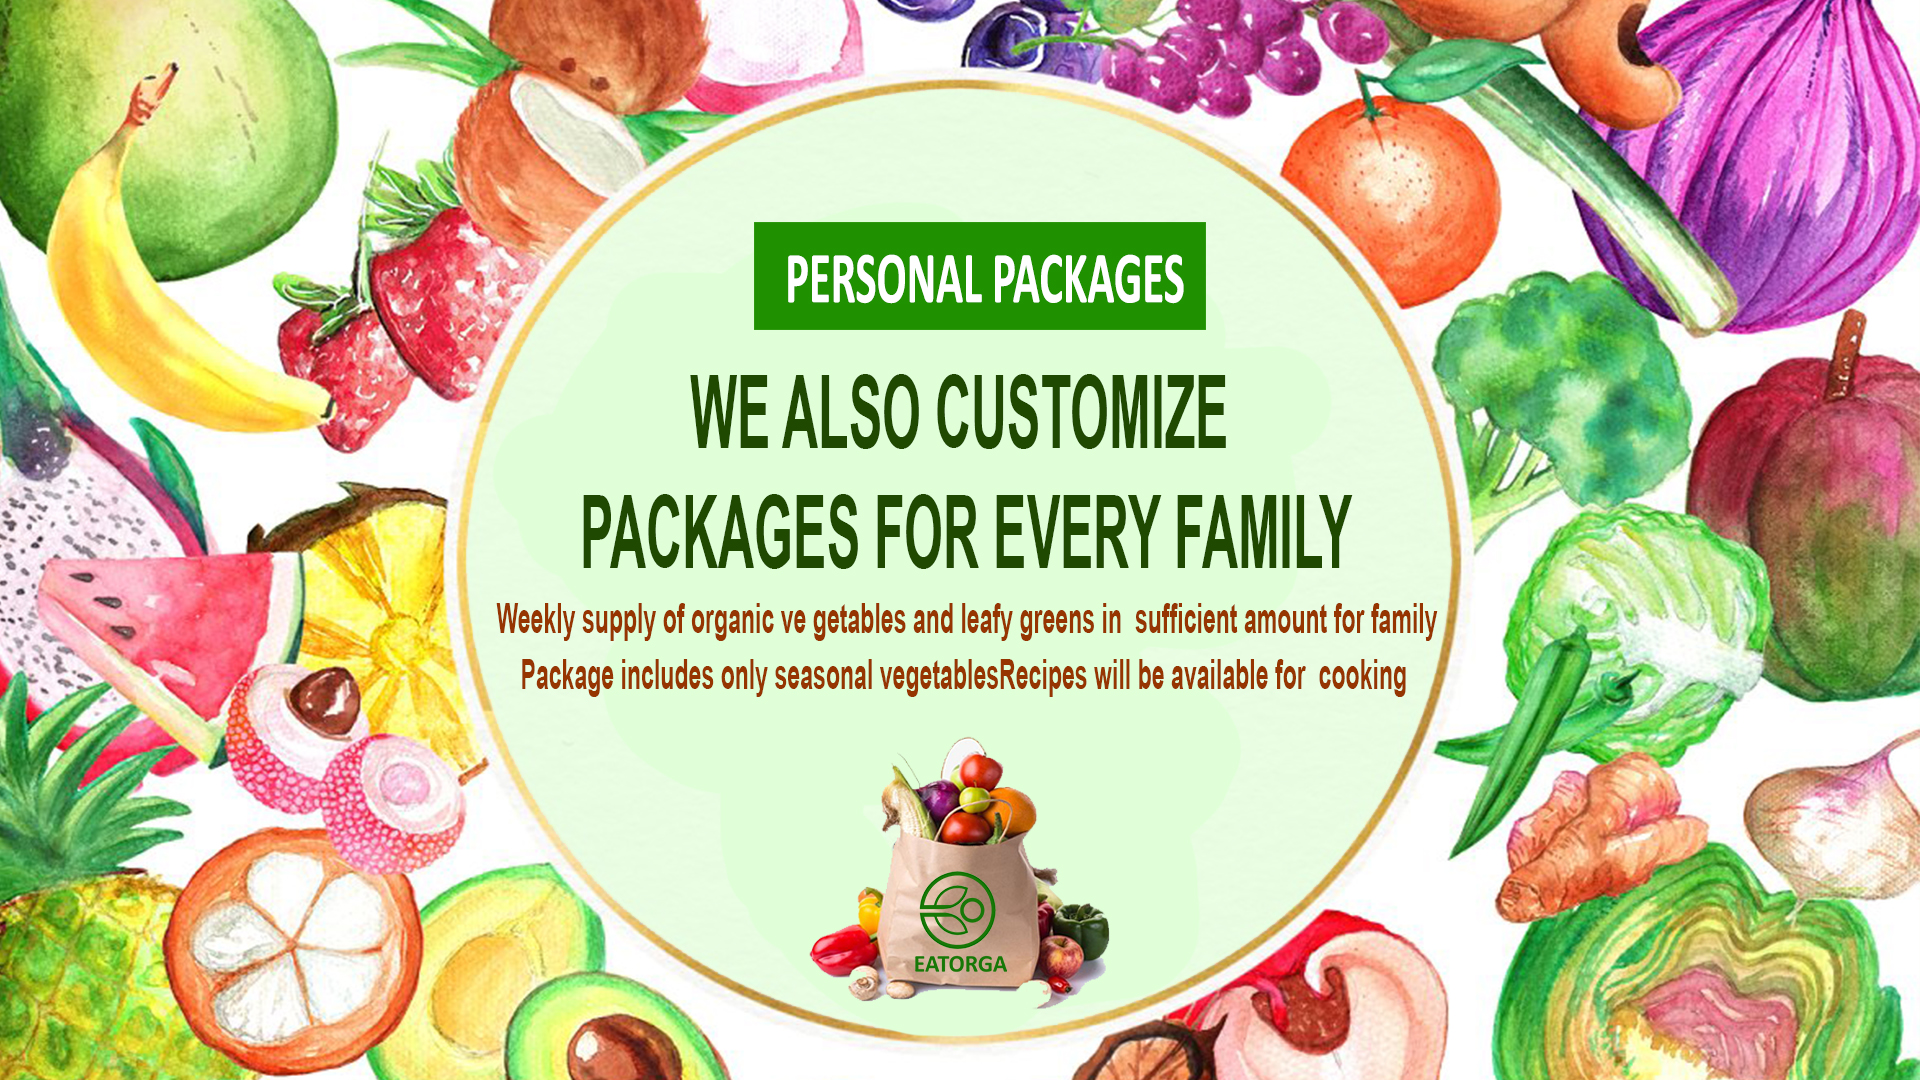 PERSONAL PACKAGES
WE ALSO CUSTOMIZE
PACKAGES FOR EVERY FAMILY
Weekly supply of organic ve getables and leafy greens in  sufficient amount for family
Package includes only seasonal vegetablesRecipes will be available for  cooking
EATORGA